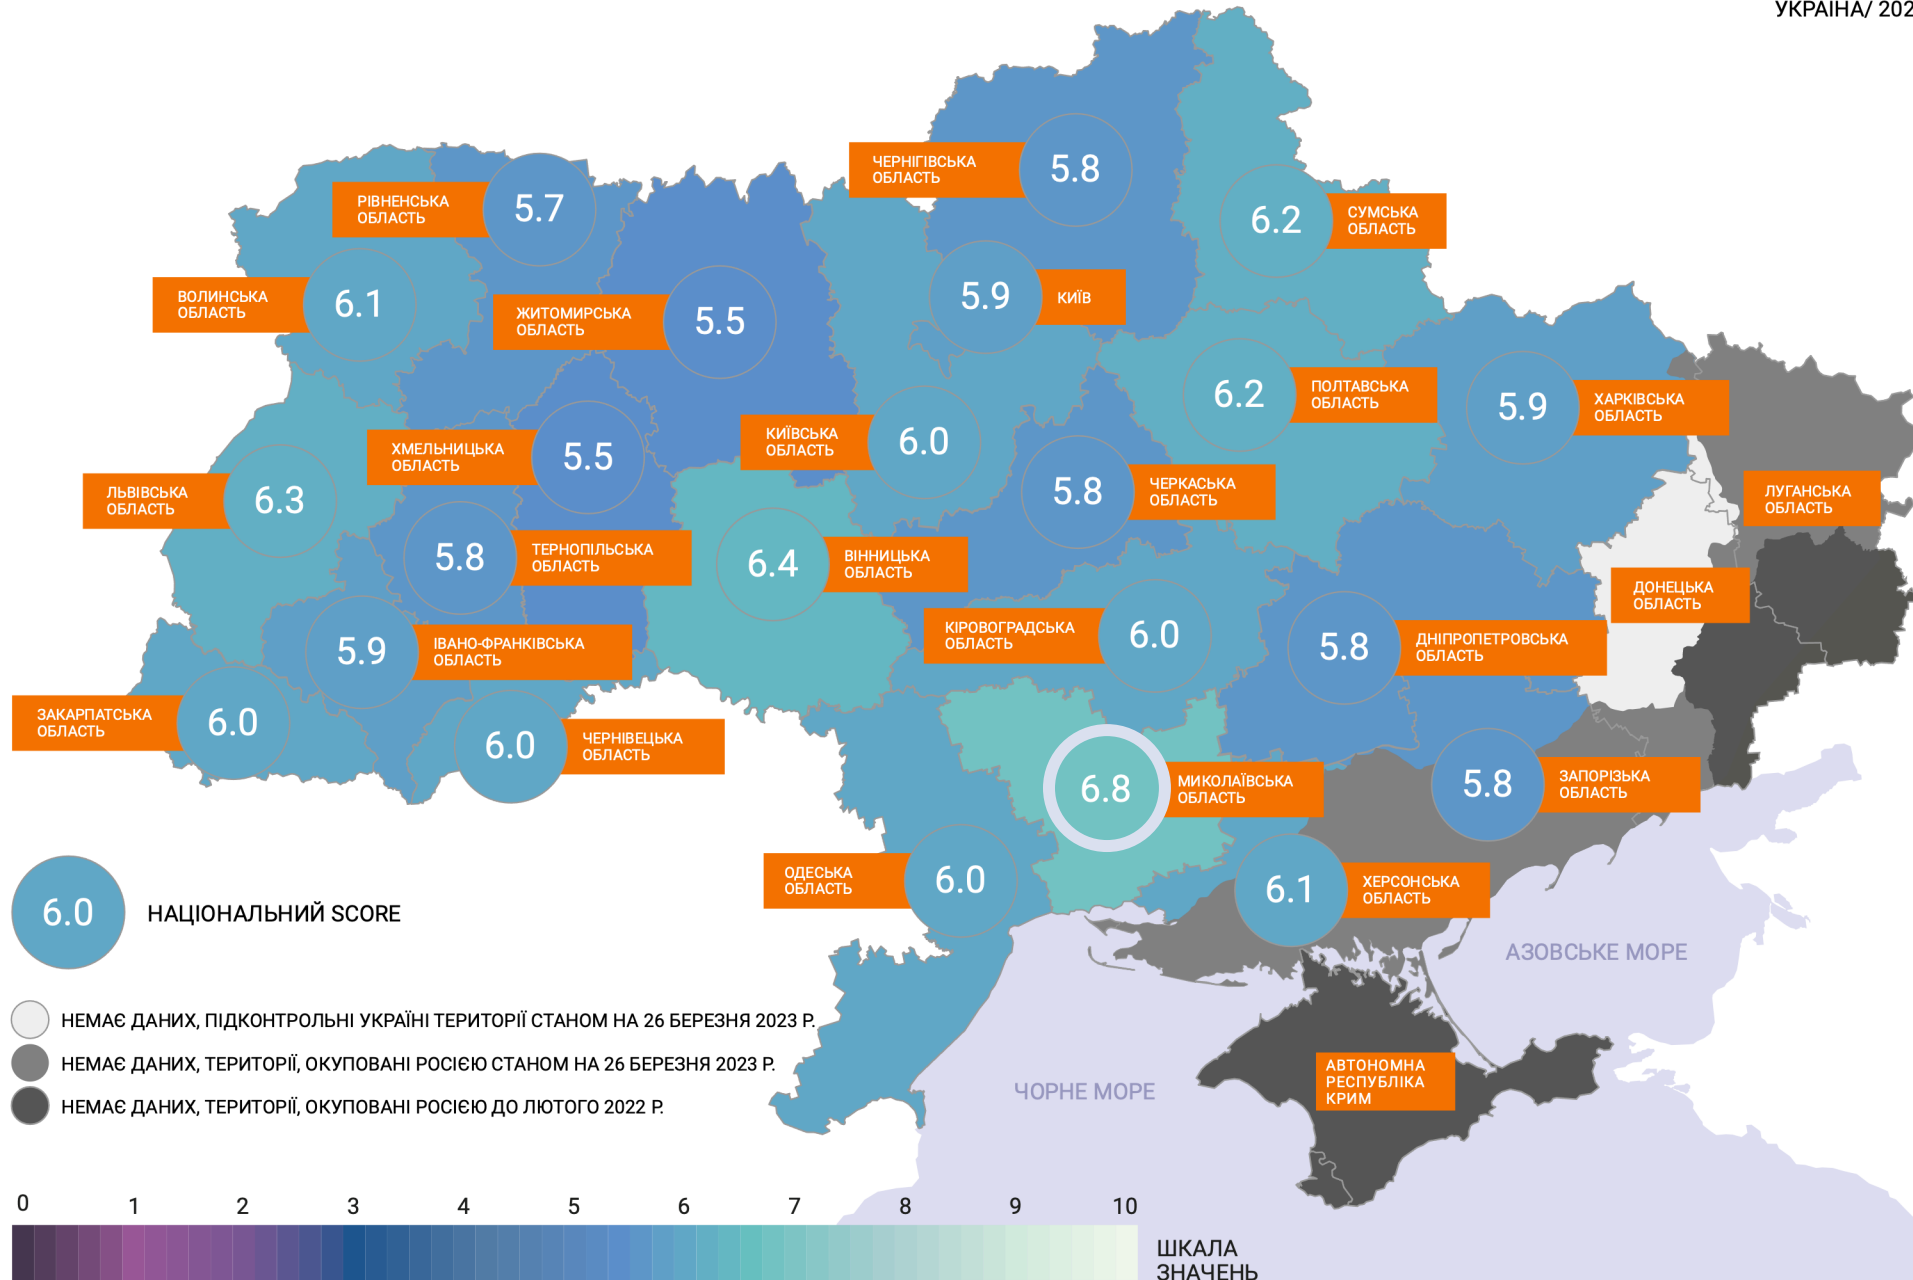 УКРАЇНА/ 202
ЧЕРНІГІВСЬКА
ОБЛАСТЬ
5.8
РІВНЕНСЬКА
ОБЛАСТЬ
5.7
6.2
СУМСЬКА
ОБЛАСТЬ
ВОЛИНСЬКА
ОБЛАСТЬ
6.1
ЖИТОМИРСЬКА
ОБЛАСТЬ
5.5
5.9
КИЇВ
6.2
ПОЛТАВСЬКА
ОБЛАСТЬ
5.9
ХАРКІВСЬКА
ОБЛАСТЬ
КИЇВСЬКА
ОБЛАСТЬ
6.0
ХМЕЛЬНИЦЬКА
ОБЛАСТЬ
5.5
5.8
ЧЕРКАСЬКА
ОБЛАСТЬ
ЛУГАНСЬКА
ОБЛАСТЬ
ЛЬВІВСЬКА
ОБЛАСТЬ
6.3
5.8
ТЕРНОПІЛЬСЬКА
ОБЛАСТЬ
6.4
ВІННИЦЬКА
ОБЛАСТЬ
ДОНЕЦЬКА
ОБЛАСТЬ
5.9
ІВАНО-ФРАНКІВСЬКА
ОБЛАСТЬ
КІРОВОГРАДСЬКА
ОБЛАСТЬ
6.0
5.8
ДНІПРОПЕТРОВСЬКА
ОБЛАСТЬ
ЗАКАРПАТСЬКА
ОБЛАСТЬ
6.0
6.0
ЧЕРНІВЕЦЬКА
ОБЛАСТЬ
6.8
МИКОЛАЇВСЬКА
ОБЛАСТЬ
5.8
ЗАПОРІЗЬКА
ОБЛАСТЬ
ОДЕСЬКА
ОБЛАСТЬ
6.0
6.1
ХЕРСОНСЬКА
ОБЛАСТЬ
6.0
НАЦІОНАЛЬНИЙ SCORE
АЗОВСЬКЕ МОРЕ
НЕМАЄ ДАНИХ, ПІДКОНТРОЛЬНІ УКРАЇНІ ТЕРИТОРІЇ СТАНОМ НА 26 БЕРЕЗНЯ 2023 Р.
НЕМАЄ ДАНИХ, ТЕРИТОРІЇ, ОКУПОВАНІ РОСІЄЮ СТАНОМ НА 26 БЕРЕЗНЯ 2023 Р.
НЕМАЄ ДАНИХ, ТЕРИТОРІЇ, ОКУПОВАНІ РОСІЄЮ ДО ЛЮТОГО 2022 Р.
ЧОРНЕ МОРЕ
АВТОНОМНА
РЕСПУБЛІКА
КРИМ
0 1 2 3 4 5 6 7 8 9 10
ШКАЛА
ЗНАЧЕНЬ